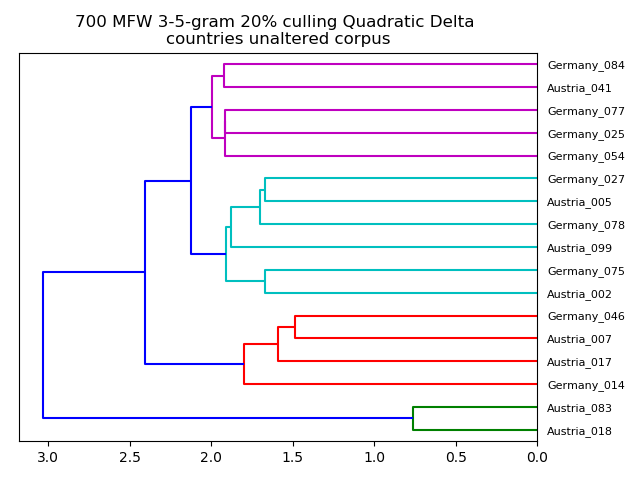 700 MFW 3-5-gram 20% culling Quadratic Delta
countries unaltered corpus
Germany_084
Austria_041
Germany_077
Germany_025
Germany_054
Germany_027
Austria_005
Germany_078
Austria_099
Germany_075
Austria_002
Germany_046
Austria_007
Austria_017
Germany_014
Austria_083
Austria_018
3.0 2.5 2.0 1.5 1.0 0.5 0.0